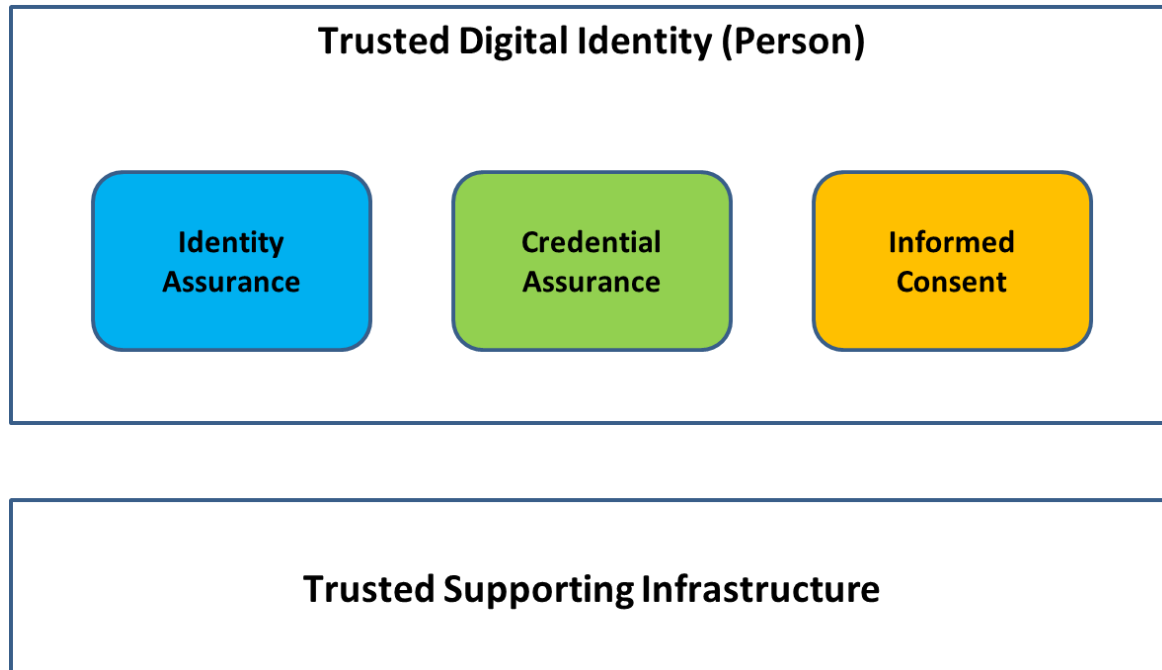 Trusted Digital Identity (Person)
Identity
Assurance
Credential
Assurance
Informed
Consent
Trusted Supporting Infrastructure